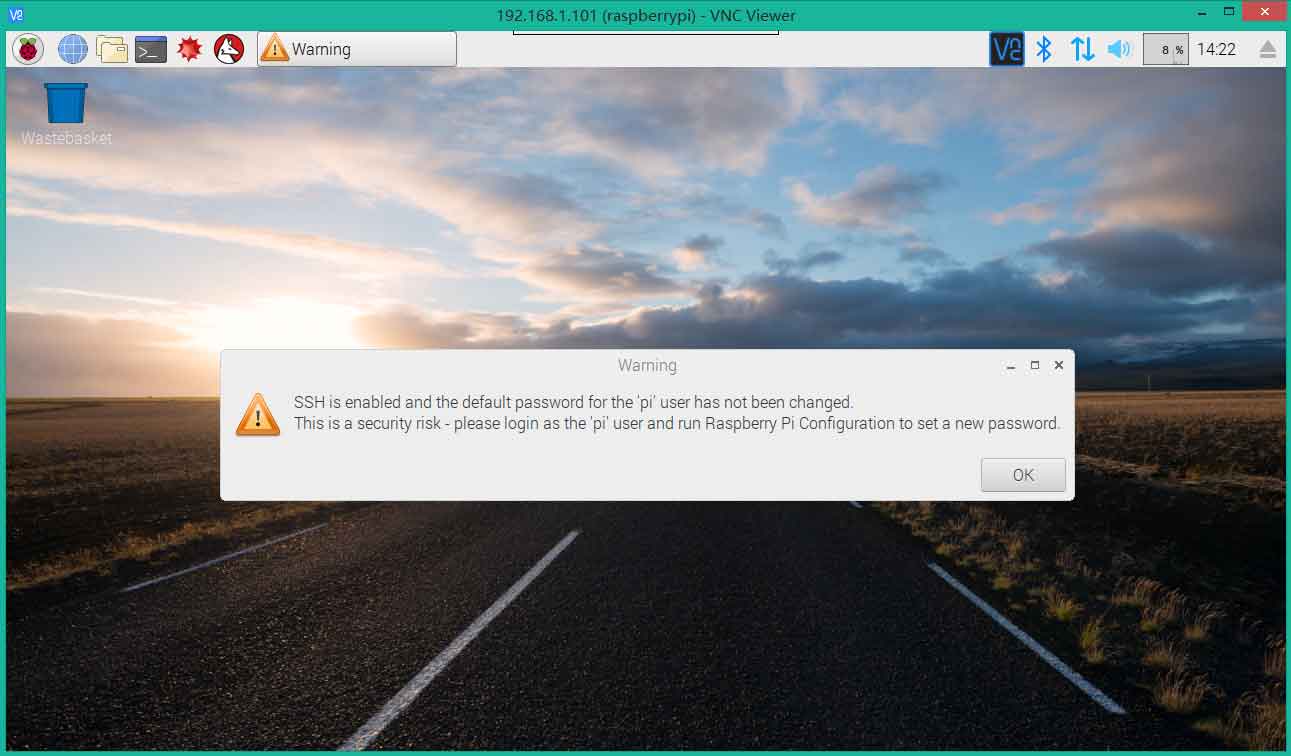 192.168.1.101 (raspberrypi) - VNC Viewer
Warning
8 %
14:22
Wastebasket
Warning
SSH is enabled and the default password for the 'pi' user has not been changed.
This is a security risk - please login as the 'pi' user and run Raspberry Pi Configuration to set a new password.
OK